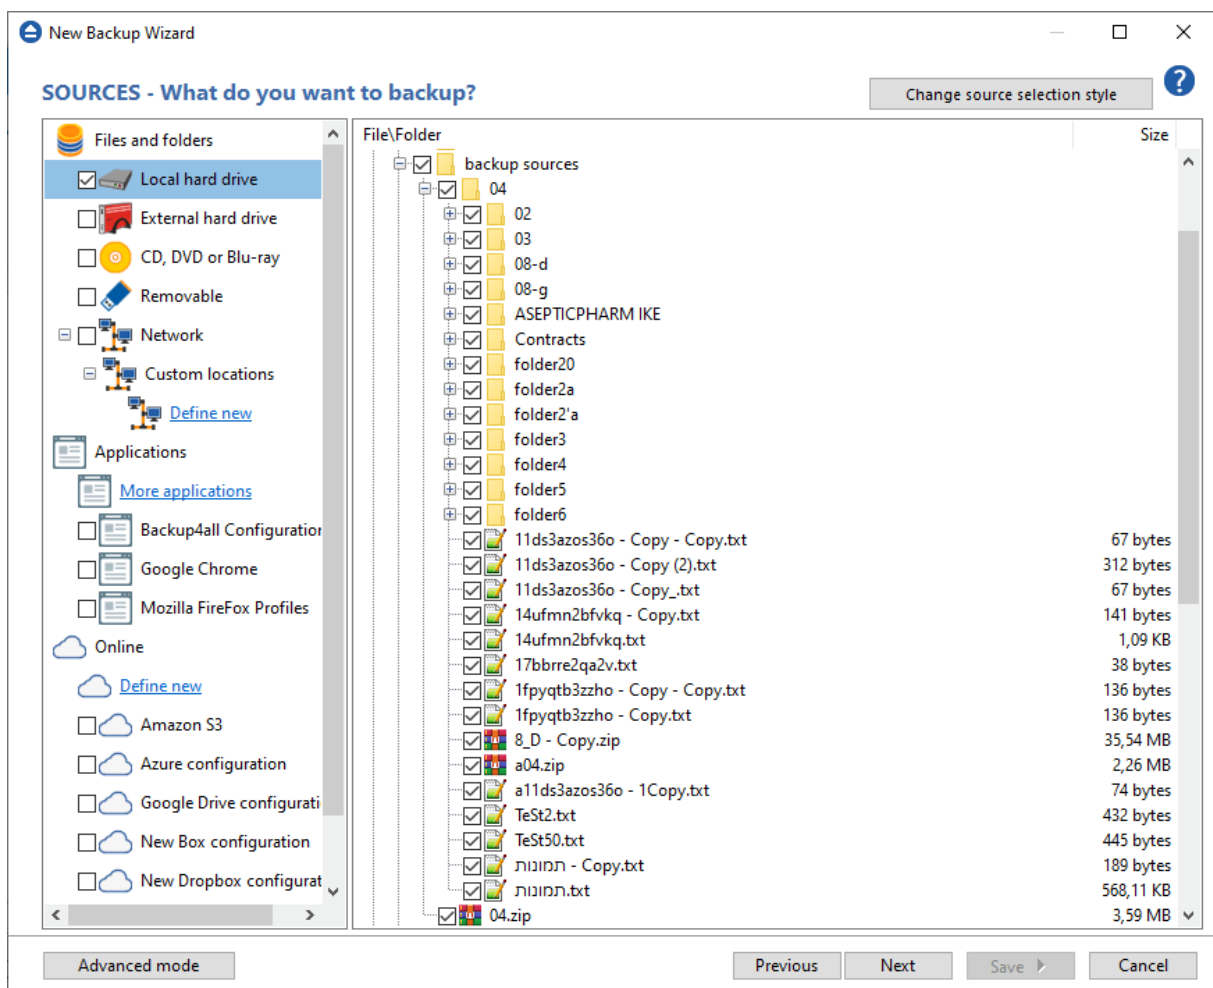 New Backup Wizard
SOURCES - What do you want to backup?
Change source selection style
?
Files and folders
Local hard drive
External hard drive
CD, DVD or Blu-ray
Removable
Network
Custom locations
Define new
Applications
More applications
Backup4all Configuration
Google Chrome
Mozilla FireFox Profiles
Online
Define new
Amazon S3
Azure configuration
Google Drive configurati
New Box configuration
New Dropbox configurat
File\Folder Size
backup sources
04
02
03
08-d
08-g
ASEPTICPHARM IKE
Contracts
folder20
folder2a
folder2'a
folder3
folder4
folder5
folder6
11ds3azos36o - Copy - Copy.txt 67 bytes
11ds3azos36o - Copy (2).txt 312 bytes
11ds3azos36o - Copy_.txt 67 bytes
14ufmn2bfvkq - Copy.txt 141 bytes
14ufmn2bfvkq.txt 1,09 KB
17bbrre2qa2v.txt 38 bytes
1fpyqtb3zzho - Copy - Copy.txt 136 bytes
1fpyqtb3zzho - Copy.txt 136 bytes
8_D - Copy.zip 35,54 MB
a04.zip 2,26 MB
a11ds3azos36o - 1Copy.txt 74 bytes
TeSt2.txt 432 bytes
TeSt50.txt 445 bytes
תמונות - Copy.txt 189 bytes
תמונות.txt 568,11 KB
04.zip 3,59 MB
Advanced mode
Previous
Next
Save
Cancel